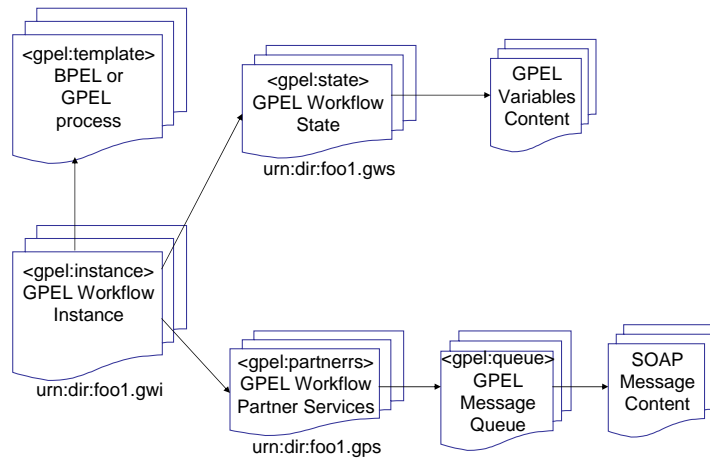 <gpel:template>
BPEL or
GPEL
process
<gpel:state>
GPEL Workflow
State
urn:dir:foo1.gws
GPEL
Variables
Content
<gpel:instance>
GPEL Workflow
Instance
urn:dir:foo1.gwi
<gpel:partnerrs>
GPEL Workflow
Partner Services
urn:dir:foo1.gps
<gpel:queue>
GPEL
Message
Queue
SOAP
Message
Content